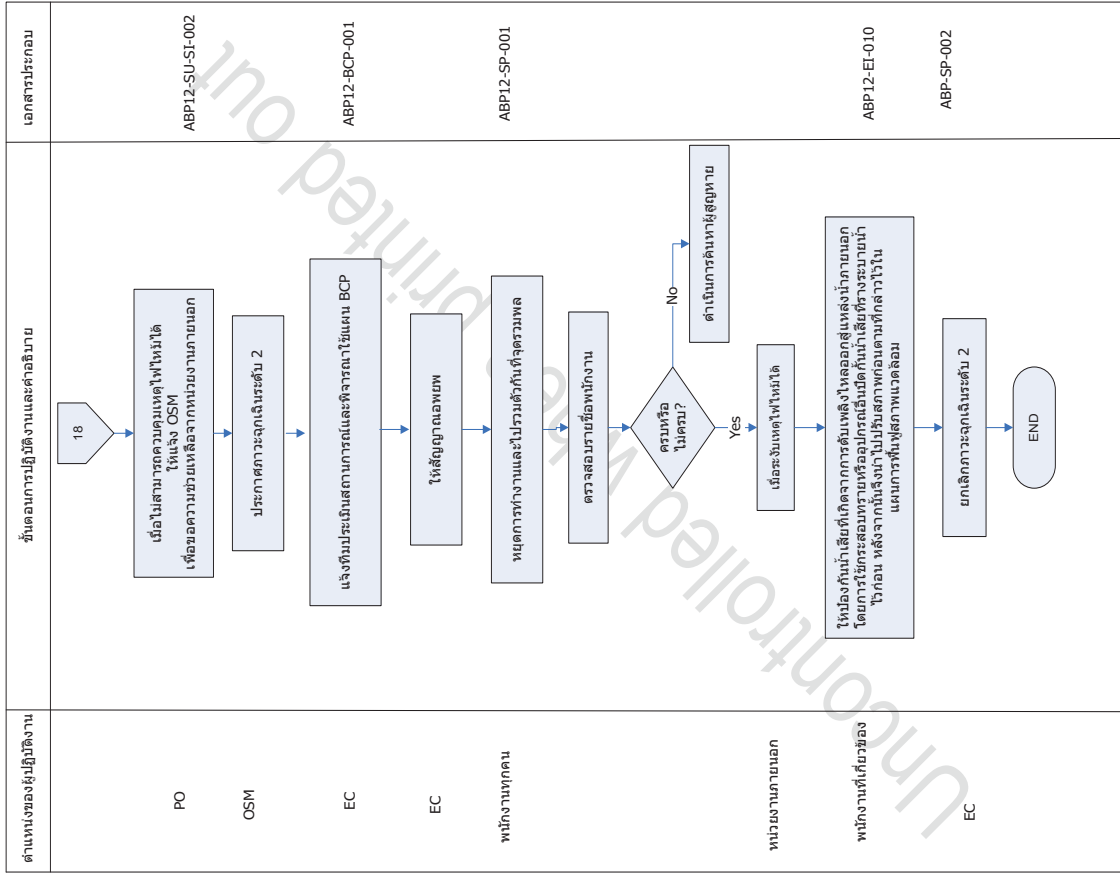 ตำแหน่งของผู้ปฏิบัติงาน
ขั้นตอนการปฏิบัติงานและคำอธิบาย
เอกสารประกอบ
18
PO
เมื่อไม่สามารถควบคุมเหตุไฟไหม้ได้
ให้แจ้ง OSM
เพื่อขอความช่วยเหลือจากหน่วยงานภายนอก
ABP12-SU-SI-002
OSM
ประกาศภาวะฉุกเฉินระดับ 2
EC
แจ้งทีมประเมินสถานการณ์และพิจารณาใช้แผน BCP
ABP12-BCP-001
EC
ให้สัญญาณอพยพ
พนักงานทุกคน
หยุดการทำงานและไปรวมตัวกันที่จุดรวมพล
ABP12-SP-001
ตรวจสอบรายชื่อพนักงาน
ครบหรือ
ไม่ครบ?
No
ดำเนินการค้นหาผู้สูญหาย
Yes
หน่วยงานภายนอก
เมื่อระงับเหตุไฟไหม้ได้
พนักงานที่เกี่ยวข้อง
ให้ป้องกันน้ำเสียที่เกิดจากการดับเพลิงไหลออกสู่แหล่งน้ำภายนอก
โดยการใช้กระสอบทรายหรืออุปกรณ์อื่นปิดกั้นน้ำเสียที่รางระบายน้ำ
ไว้ก่อน หลังจากนั้นจึงนำไปปรับสภาพก่อนตามที่กล่าวไว้ใน
แผนการฟื้นฟูสภาพแวดล้อม
ABP12-EI-010
EC
ยกเลิกภาวะฉุกเฉินระดับ 2
ABP-SP-002
END
Uncontrolled when printed out